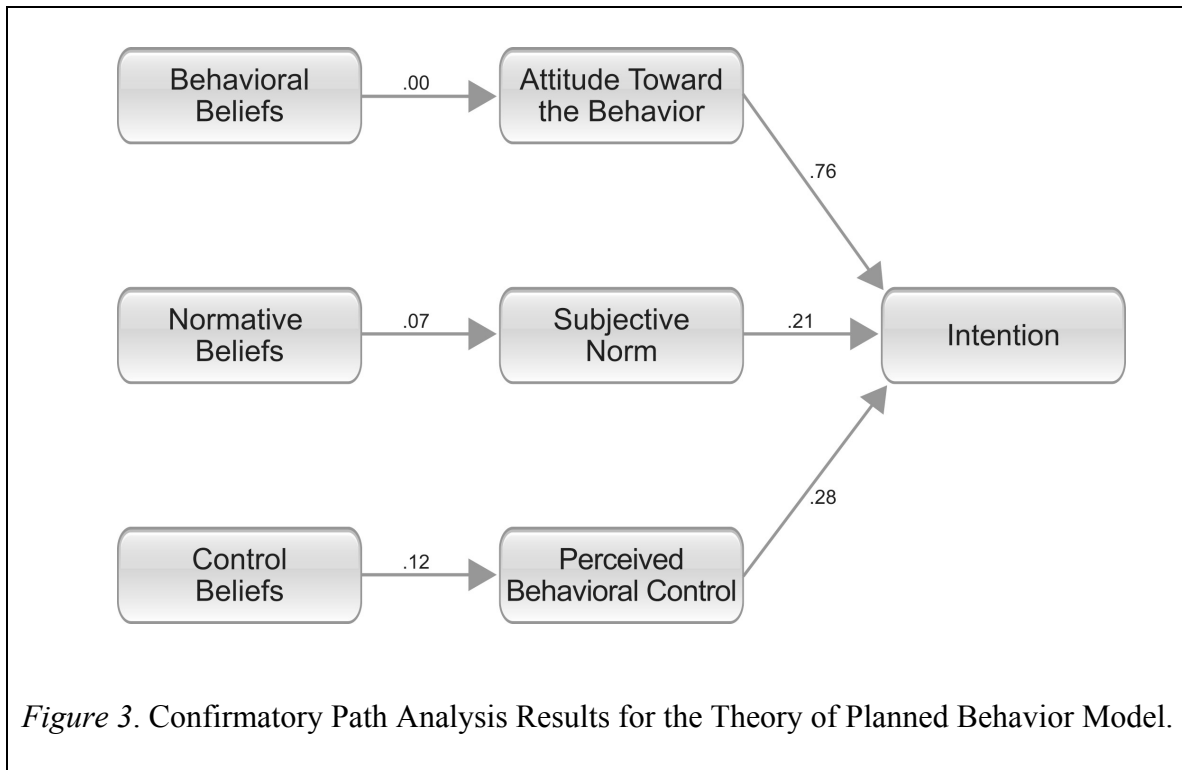 Behavioral
Beliefs
.00
Attitude Toward
the Behavior
.76
Normative
Beliefs
.07
Subjective
Norm
.21
Intention
Control
Beliefs
.12
Perceived
Behavioral Control
.28
Figure 3. Confirmatory Path Analysis Results for the Theory of Planned Behavior Model.